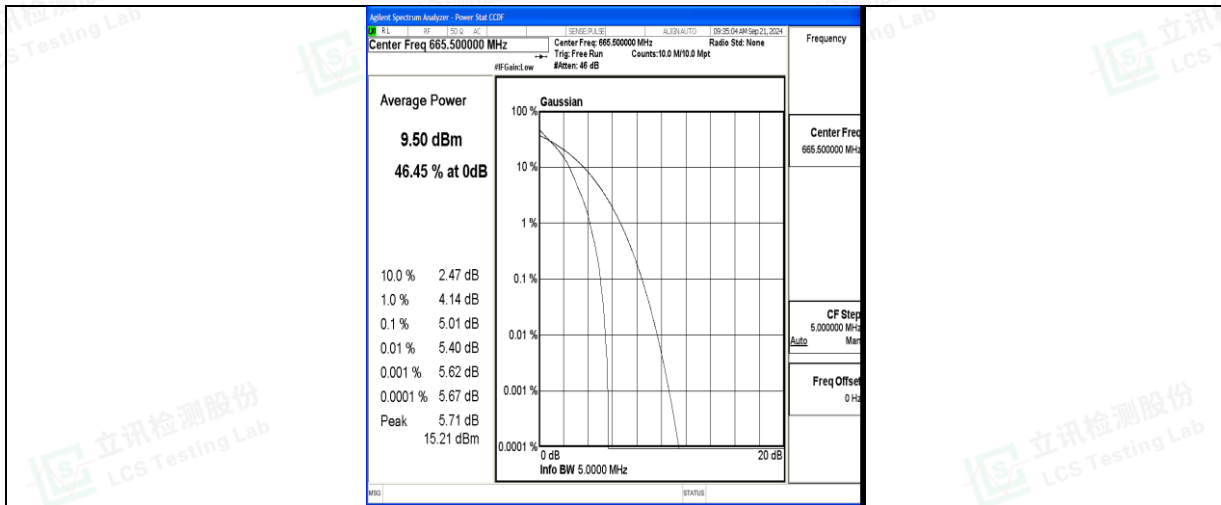 Agilent Spectrum Analyzer - Power Stat CCDF
RL RF 50 Ω AC SENSE:PULSE ALIGN AUTO 09:35:04 AM Sep 21, 2024
Center Freq 665.500000 MHz
Center Freq: 665.500000 MHz
Radio Std: None
Trig: Free Run
Counts:10.0 M/10.0 Mpt
#IFGain:Low
#Atten: 46 dB
Frequency
Average Power
9.50 dBm
46.45 % at 0dB
10.0 % 2.47 dB
1.0 % 4.14 dB
0.1 % 5.01 dB
0.01 % 5.40 dB
0.001 % 5.62 dB
0.0001 % 5.67 dB
Peak 5.71 dB
15.21 dBm
Gaussian
100 %
10 %
1 %
0.1 %
0.01 %
0.001 %
0.0001 %
0 dB
20 dB
Info BW 5.0000 MHz
Center Freq
665.500000 MHz
CF Step
5.000000 MHz
Auto Man
Freq Offset
0 Hz
MSG
STATUS
立讯检测股份
LCS Testing Lab
立讯检测股份
LCS Testing Lab